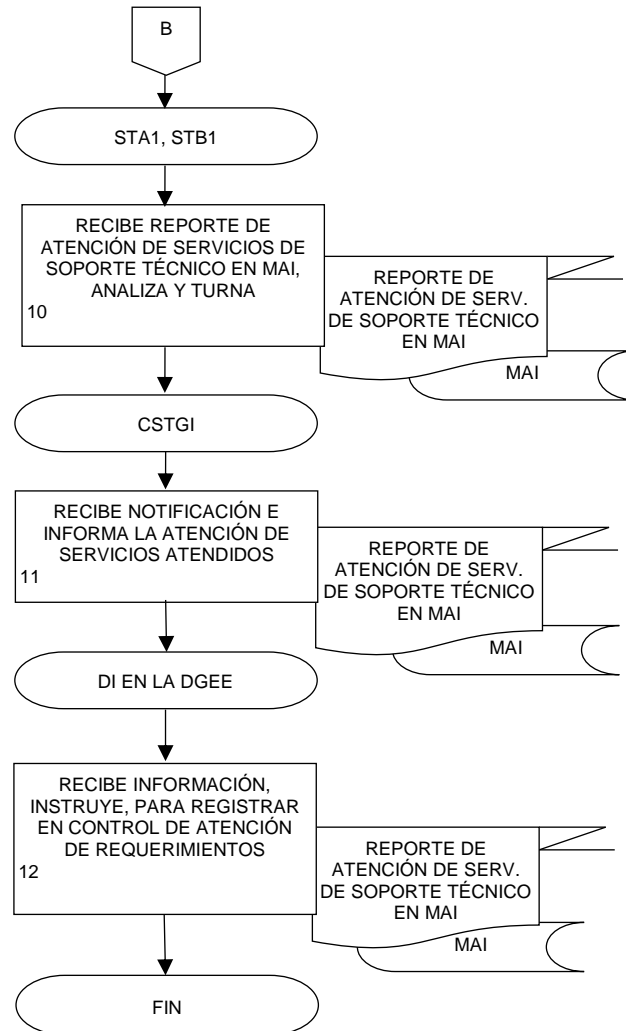 B
STA1, STB1
RECIBE REPORTE DE
ATENCIÓN DE SERVICIOS DE
SOPORTE TÉCNICO EN MAI,
ANALIZA Y TURNA
10
REPORTE DE
ATENCIÓN DE SERV.
DE SOPORTE TÉCNICO
EN MAI
MAI
CSTGI
RECIBE NOTIFICACIÓN E
INFORMA LA ATENCIÓN DE
SERVICIOS ATENDIDOS
11
REPORTE DE
ATENCIÓN DE SERV.
DE SOPORTE TÉCNICO
EN MAI
MAI
DI EN LA DGEE
RECIBE INFORMACIÓN,
INSTRUYE, PARA REGISTRAR
EN CONTROL DE ATENCIÓN
DE REQUERIMIENTOS
12
REPORTE DE
ATENCIÓN DE SERV.
DE SOPORTE TÉCNICO
EN MAI
MAI
FIN